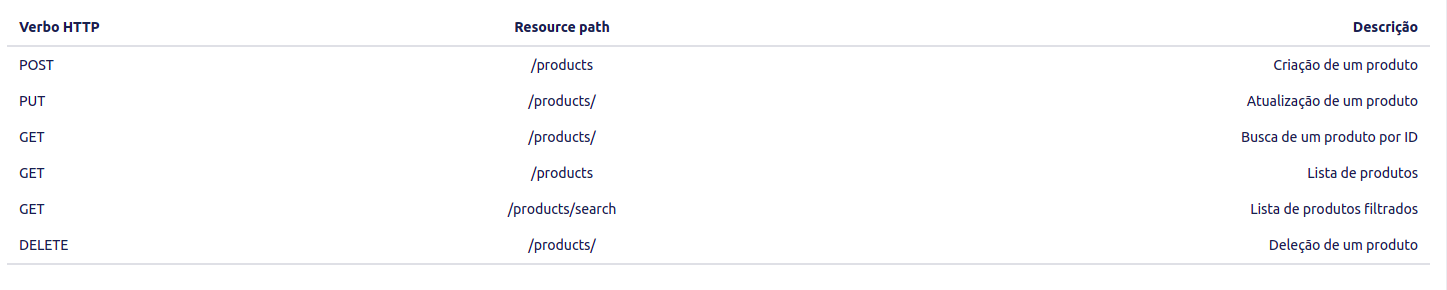 Verbo HTTP Resource path Descrição
POST /products Criação de um produto
PUT /products/ Atualização de um produto
GET /products/ Busca de um produto por ID
GET /products Lista de produtos
GET /products/search Lista de produtos filtrados
DELETE /products/ Deleção de um produto